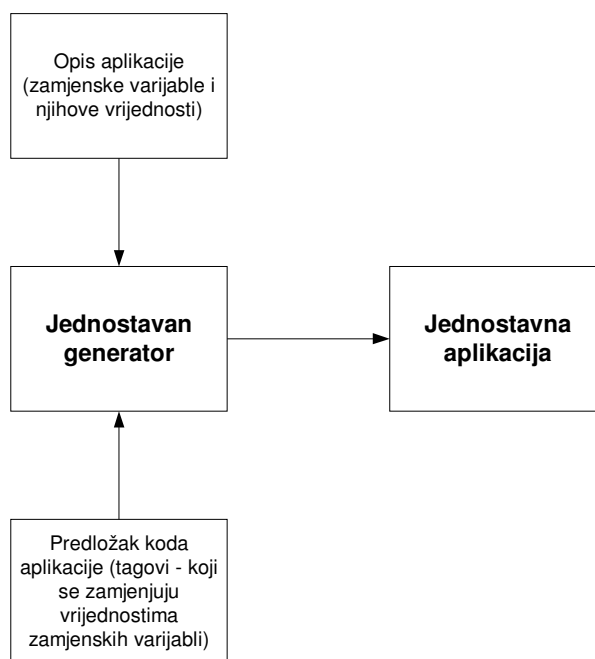 Opis aplikacije
(zamjenske varijable i
njihove vrijednosti)
Jednostavan
generator
Jednostavna
aplikacija
Predložak koda
aplikacije (tagovi - koji
se zamjenjuju
vrijednostima
zamjenskih varijabli)